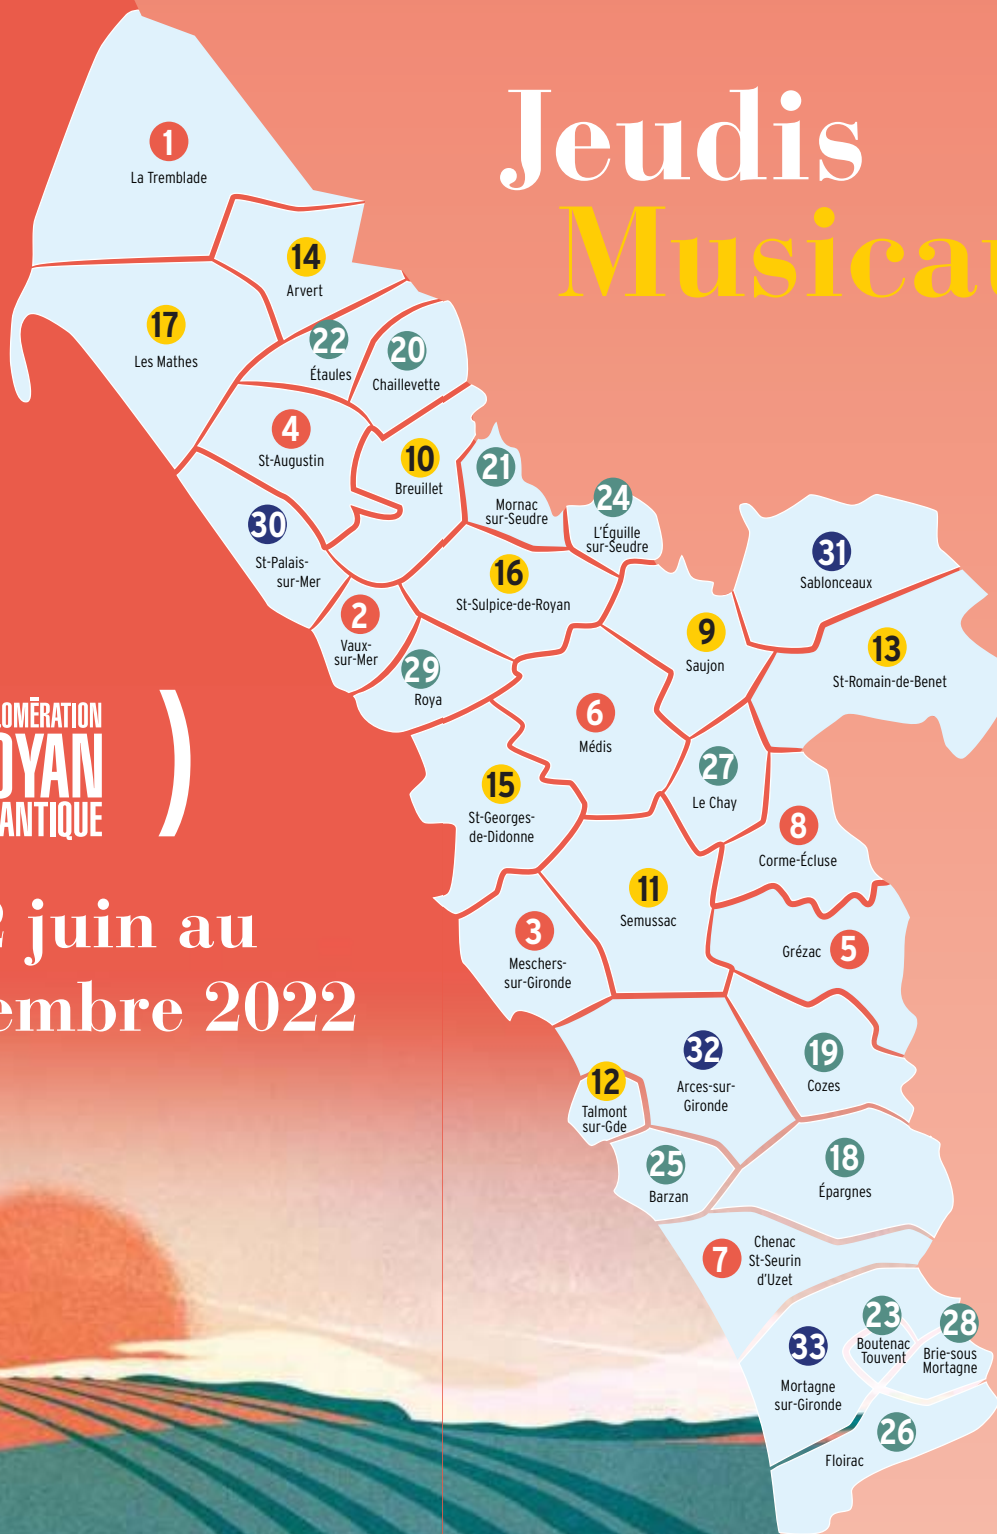 Jeudis
Musicau
1
La Tremblade
14
Arvert
17
Les Mathes
22
Étaules
20
Chaillevette
4
St-Augustin
10
Breuillet
21
Mornac
sur-Seudre
24
L'Éguille
sur-Seudre
30
St-Palais-
sur-Mer
31
Sablonceaux
16
St-Sulpice-de-Royan
2
Vaux-
sur-Mer
9
Saujon
13
St-Romain-de-Benet
29
Roya
6
Médis
LOMÉRATION
OYAN
ANTIQUE
)
27
Le Chay
15
St-Georges-
de-Didonne
8
Corme-Écluse
11
Semussac
3
Meschers-
sur-Gironde
Grézac 5
2 juin au
embre 2022
32
Arces-sur-
Gironde
19
Cozes
12
Talmont
sur-Gde
25
Barzan
18
Épargnes
7
Chenac
St-Seurin
d'Uzet
23
Boutenac
Touvent
28
Brie-sous
Mortagne
33
Mortagne
sur-Gironde
26
Floirac